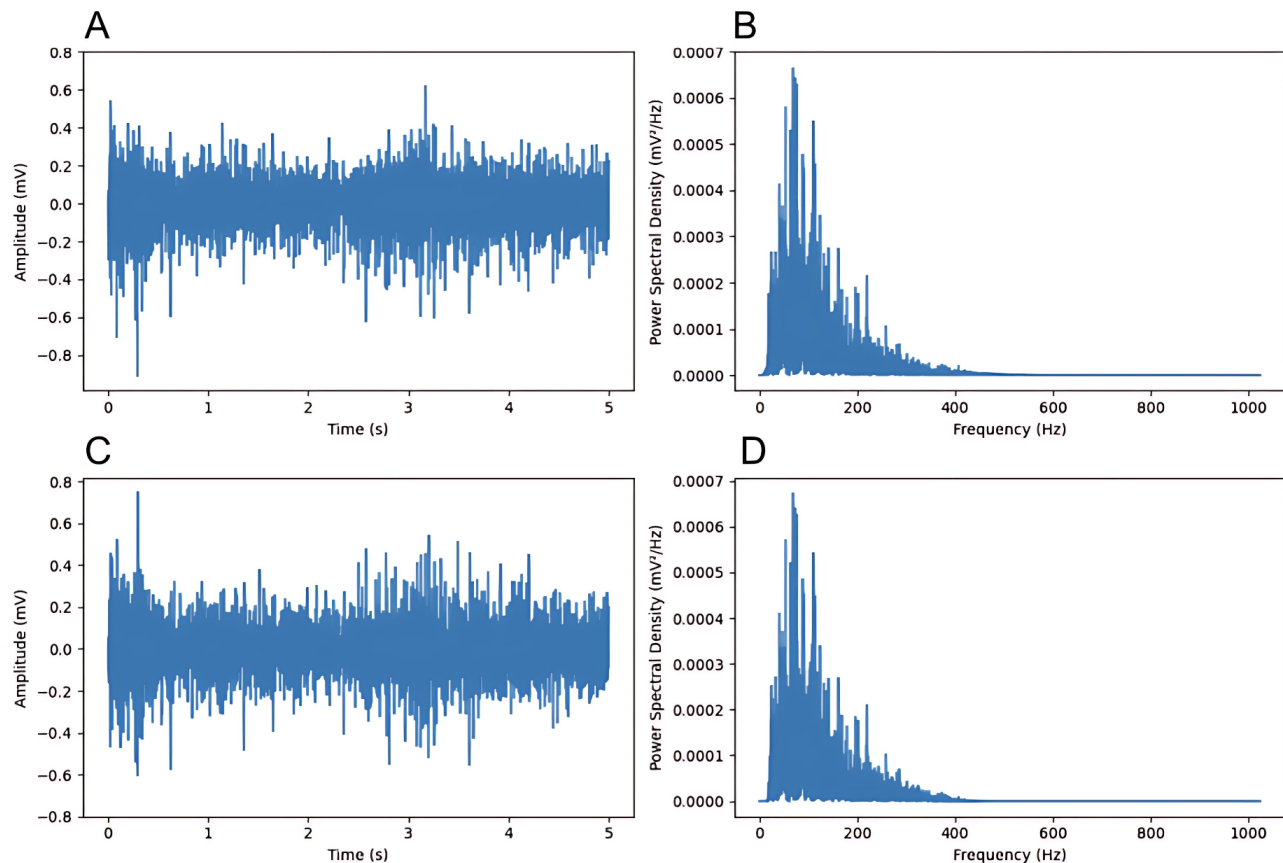 A
0.8
0.6
0.4
0.2
0.0
−0.2
−0.4
−0.6
−0.8
Amplitude (mV)
0 1 2 3 4 5
Time (s)
B
0.0007
0.0006
0.0005
0.0004
0.0003
0.0002
0.0001
0.0000
Power Spectral Density (mV²/Hz)
0 200 400 600 800 1000
Frequency (Hz)
C
0.8
0.6
0.4
0.2
0.0
−0.2
−0.4
−0.6
−0.8
Amplitude (mV)
0 1 2 3 4 5
Time (s)
D
0.0007
0.0006
0.0005
0.0004
0.0003
0.0002
0.0001
0.0000
Power Spectral Density (mV²/Hz)
0 200 400 600 800 1000
Frequency (Hz)